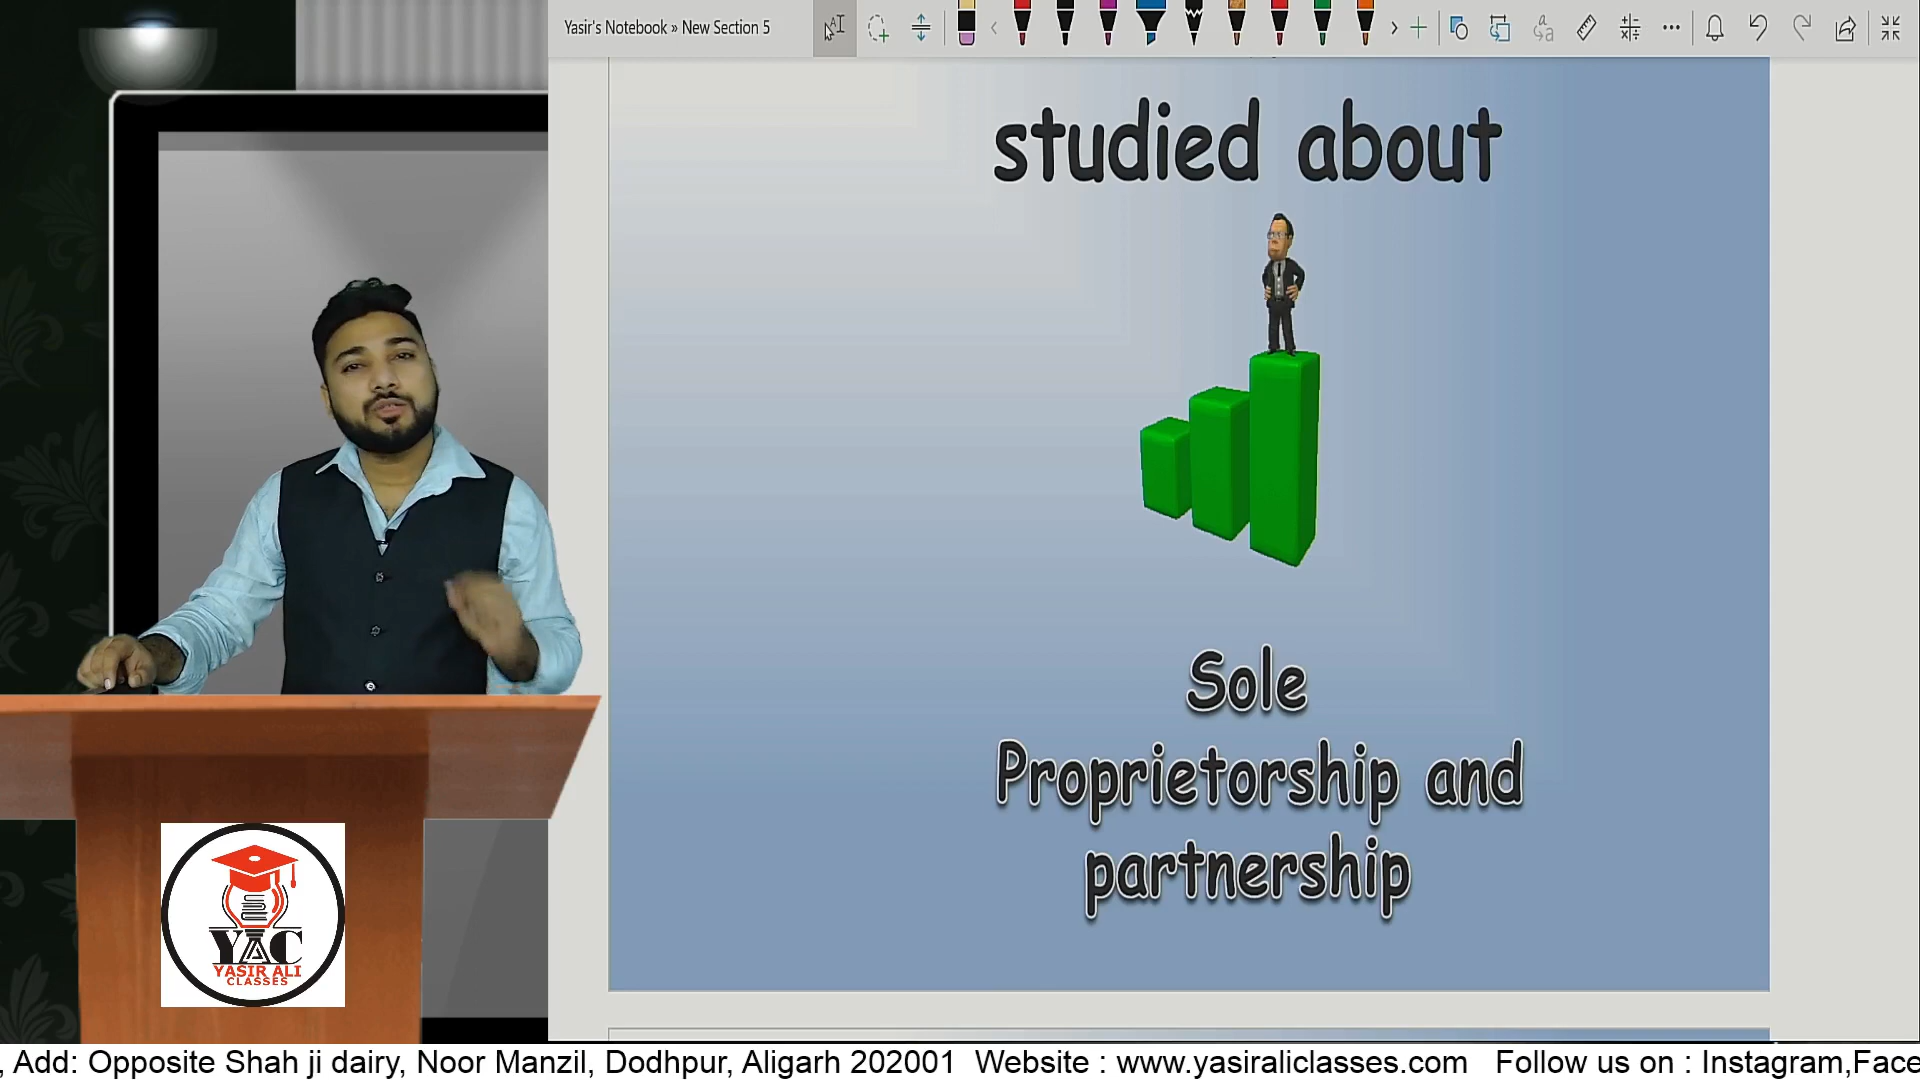 Yasir's Notebook » New Section 5
studied about
Sole
Proprietorship and
partnership
YAC
YASIR ALI
CLASSES
, Add: Opposite Shah ji dairy, Noor Manzil, Dodhpur, Aligarh 202001 Website : www.yasiraliclasses.com Follow us on : Instagram,Face